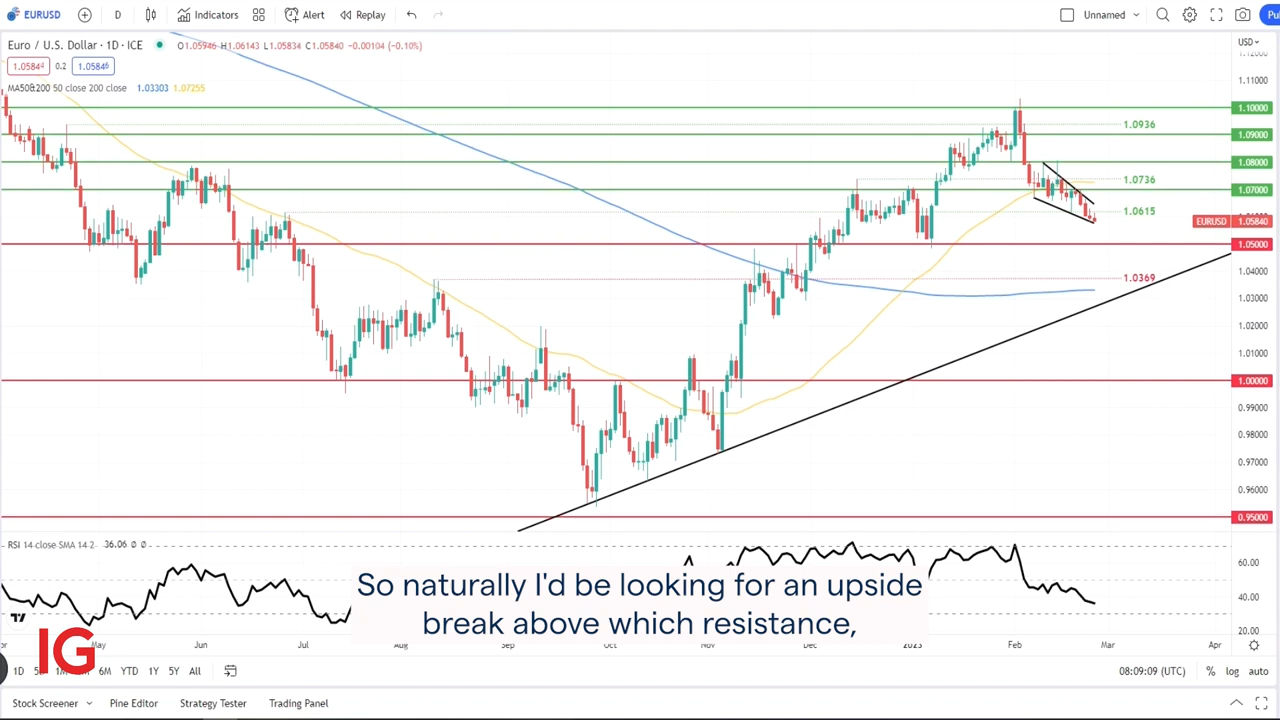 EURUSD
D
Indicators
Alert
Replay
Unnamed
Pu
Euro / U.S. Dollar · 1D · ICE
O1.05946 H1.06143 L1.05834 C1.05840 -0.00104 (-0.10%)
USD
1.05844 0.2 1.05846
MA50&200 50 close 200 close 1.03303 1.07255
1.12000
1.11000
1.10000
1.0936
1.09000
1.08000
1.0736
1.07000
1.0615
EURUSD 1.05840
1.05000
1.0369
1.04000
1.03000
1.02000
1.01000
1.00000
0.99000
0.98000
0.97000
0.96000
0.95000
RSI 14 close SMA 14 2 36.06 Ø Ø
60.00
40.00
20.00
So naturally I'd be looking for an upside
break above which resistance,
May Jun Jul Aug Sep Oct Nov Dec 2023 Feb Mar Apr
IG
1D 1M 6M YTD 1Y 5Y All
08:09:09 (UTC) % log auto
Stock Screener Pine Editor Strategy Tester Trading Panel